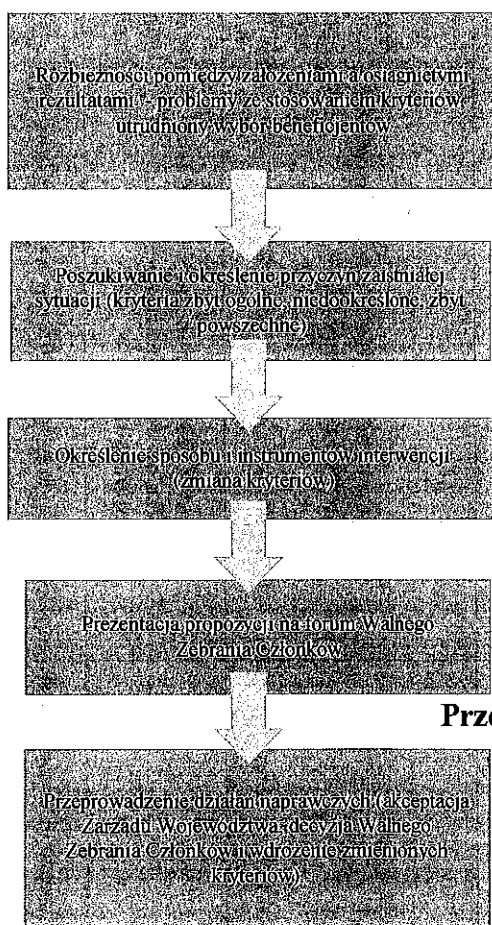 Rozbieżności pomiędzy założeniami a osiągniętymi
rezultatami - problemy ze stosowaniem kryteriów,
utrudniony wybór beneficjentów
Poszukiwanie i określenie przyczyn zaistniałej
sytuacji (kryteria zbyt ogólne, niedookreślone, zbyt
powszechne)
Określenie sposobu i instrumentów interwencji
(zmiana kryteriów)
Prezentacja propozycji na forum Walnego
Zebrania Członków
Prze
Przeprowadzenie działań naprawczych (akceptacja
Zarządu Województwa, decyzja Walnego
Zebrania Członków i wdrożenie zmienionych
kryteriów)